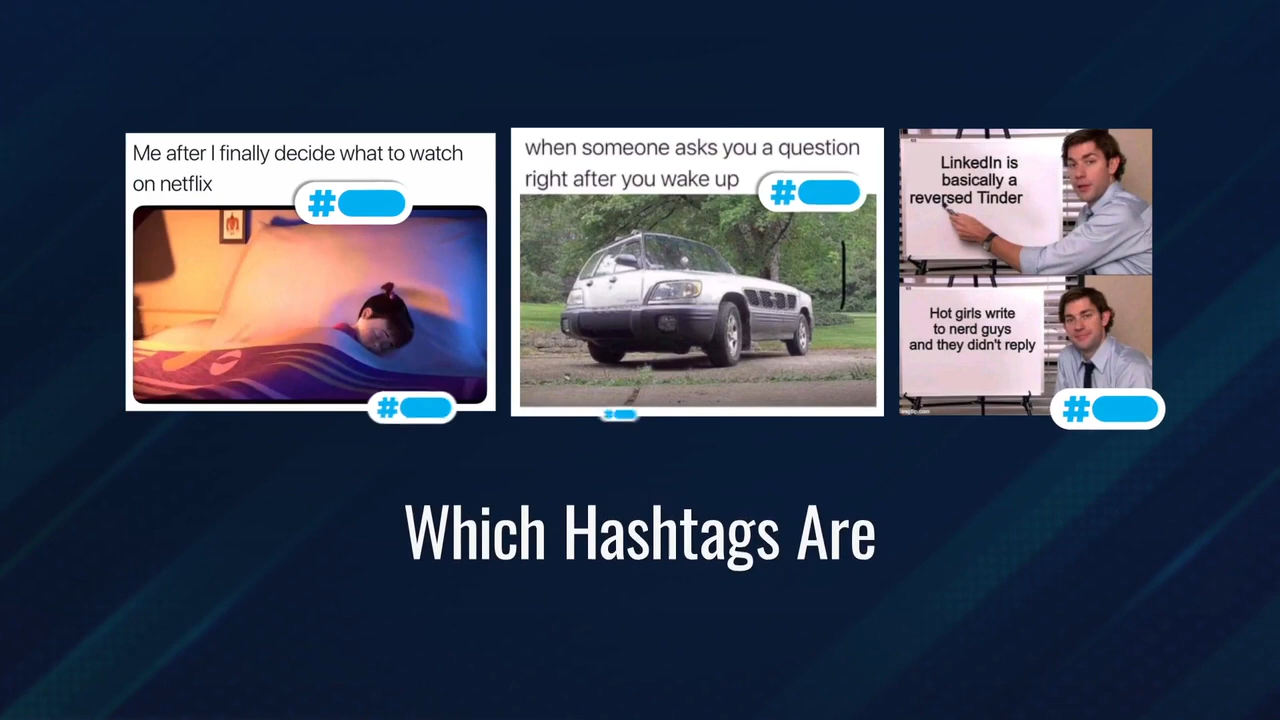 Me after I finally decide what to watch
on netflix
#
#
when someone asks you a question
right after you wake up
#
#
LinkedIn is
basically a
reversed Tinder
Hot girls write
to nerd guys
and they didn't reply
#
Which Hashtags Are